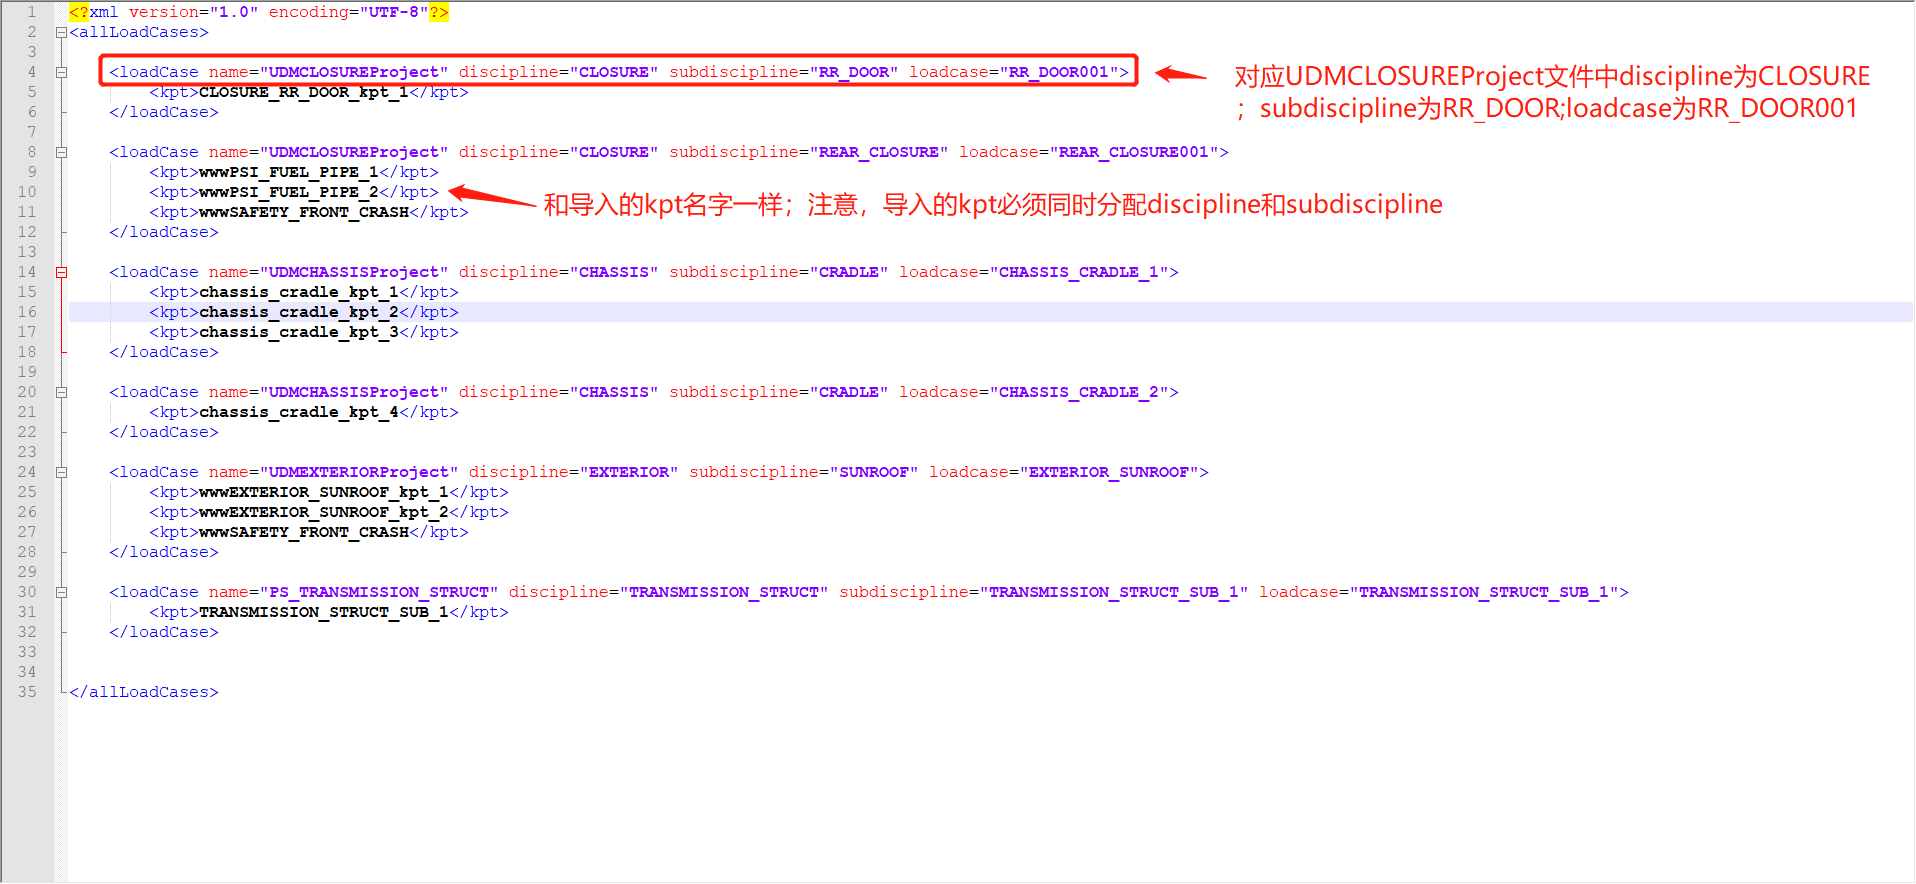 1 <?xml version="1.0" encoding="UTF-8"?>
2 <allLoadCases>
3
4 <loadCase name="UDMCLOSUREProject" discipline="CLOSURE" subdiscipline="RR_DOOR" loadcase="RR_DOOR001">
对应UDMCLOSUREProject文件中discipline为CLOSURE
；subdiscipline为RR_DOOR;loadcase为RR_DOOR001
5 <kpt>CLOSURE_RR_DOOR_kpt_1</kpt>
6 </loadCase>
7
8 <loadCase name="UDMCLOSUREProject" discipline="CLOSURE" subdiscipline="REAR_CLOSURE" loadcase="REAR_CLOSURE001">
9 <kpt>wwwPSI_FUEL_PIPE_1</kpt>
10 <kpt>wwwPSI_FUEL_PIPE_2</kpt>
和导入的kpt名字一样；注意，导入的kpt必须同时分配discipline和subdiscipline
11 <kpt>wwwSAFETY_FRONT_CRASH</kpt>
12 </loadCase>
13
14 <loadCase name="UDMCHASSISProject" discipline="CHASSIS" subdiscipline="CRADLE" loadcase="CHASSIS_CRADLE_1">
15 <kpt>chassis_cradle_kpt_1</kpt>
16 <kpt>chassis_cradle_kpt_2</kpt>
17 <kpt>chassis_cradle_kpt_3</kpt>
18 </loadCase>
19
20 <loadCase name="UDMCHASSISProject" discipline="CHASSIS" subdiscipline="CRADLE" loadcase="CHASSIS_CRADLE_2">
21 <kpt>chassis_cradle_kpt_4</kpt>
22 </loadCase>
23
24 <loadCase name="UDMEXTERIORProject" discipline="EXTERIOR" subdiscipline="SUNROOF" loadcase="EXTERIOR_SUNROOF">
25 <kpt>wwwEXTERIOR_SUNROOF_kpt_1</kpt>
26 <kpt>wwwEXTERIOR_SUNROOF_kpt_2</kpt>
27 <kpt>wwwSAFETY_FRONT_CRASH</kpt>
28 </loadCase>
29
30 <loadCase name="PS_TRANSMISSION_STRUCT" discipline="TRANSMISSION_STRUCT" subdiscipline="TRANSMISSION_STRUCT_SUB_1" loadcase="TRANSMISSION_STRUCT_SUB_1">
31 <kpt>TRANSMISSION_STRUCT_SUB_1</kpt>
32 </loadCase>
33
34
35 </allLoadCases>